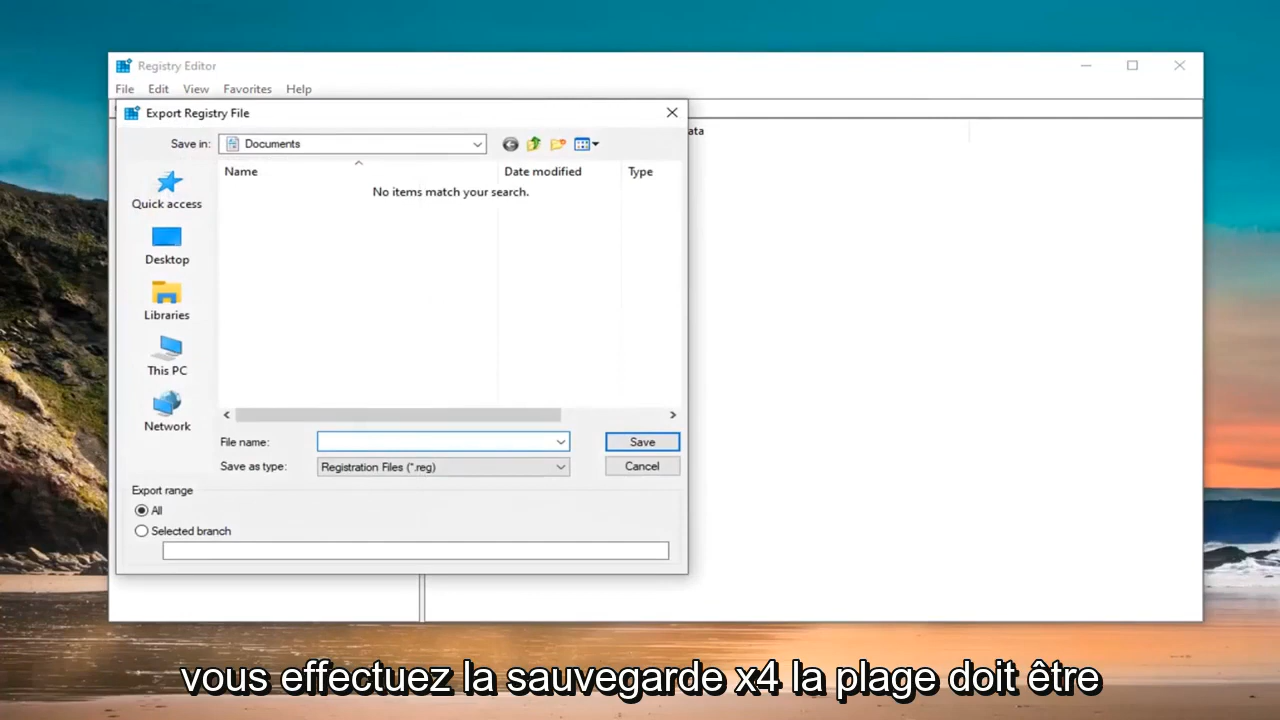 Registry Editor
File Edit View Favorites Help
Export Registry File
ata
Save in: Documents
Name Date modified Type
No items match your search.
Quick access
Desktop
Libraries
This PC
Network
File name: Save
Save as type: Registration Files (*.reg) Cancel
Export range
All
Selected branch
vous effectuez la sauvegarde x4 la plage doit être